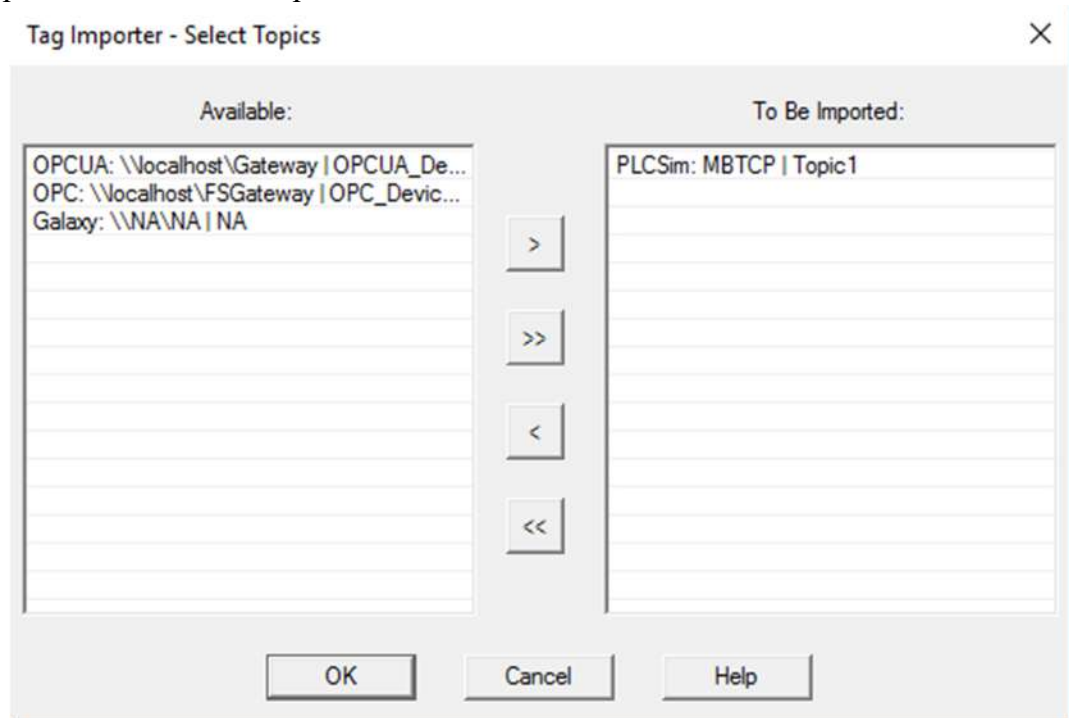 Tag Importer - Select Topics
Available:
To Be Imported:
OPCUA: \\localhost\Gateway | OPCUA_De...
OPC: \\localhost\FSGateway | OPC_Devic...
Galaxy: \\NA\NA | NA
PLCSim: MBTCP | Topic1
>
>>
<
<<
OK
Cancel
Help